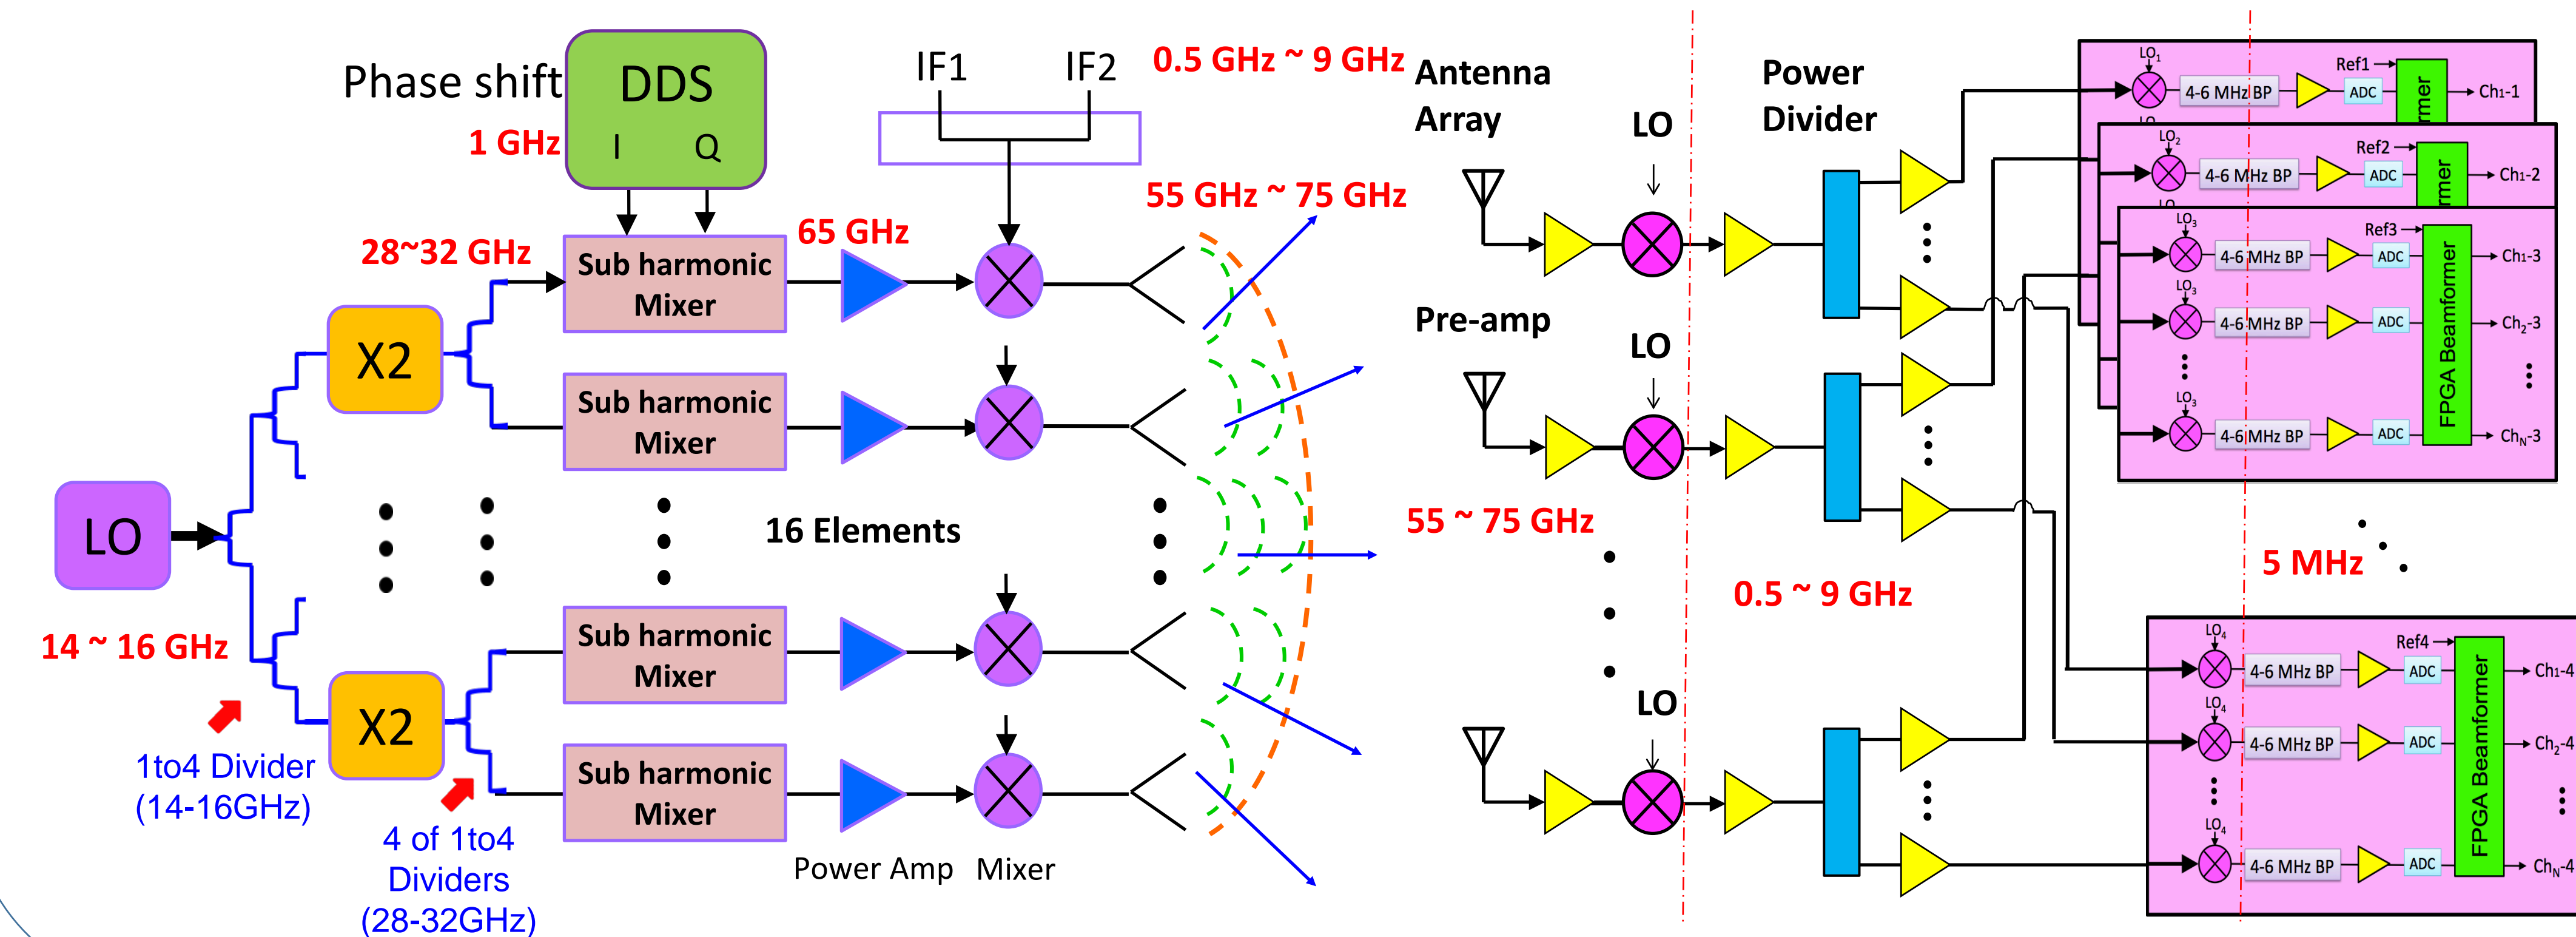 Phase shift
DDS
I Q
1 GHz
IF1 IF2
0.5 GHz ~ 9 GHz
55 GHz ~ 75 GHz
28~32 GHz
65 GHz
Sub harmonic
Mixer
X2
Sub harmonic
Mixer
LO
16 Elements
14 ~ 16 GHz
Sub harmonic
Mixer
X2
Sub harmonic
Mixer
1to4 Divider
(14-16GHz)
4 of 1to4
Dividers
(28-32GHz)
Power Amp Mixer
Antenna
Array
LO
Power
Divider
Pre-amp
LO
55 ~ 75 GHz
0.5 ~ 9 GHz
LO
LO1
4-6 MHz BP
Ref1
ADC
rmer
Ch1-1
LO
LO2
4-6 MHz BP
Ref2
ADC
rmer
Ch1-2
LO
LO3
4-6 MHz BP
Ref3
ADC
Ch1-3
LO3
4-6 MHz BP
ADC
Ch2-3
LO3
4-6 MHz BP
ADC
ChN-3
FPGA Beamformer
5 MHz
LO4
4-6 MHz BP
Ref4
ADC
Ch1-4
LO4
4-6 MHz BP
ADC
Ch2-4
LO4
4-6 MHz BP
ADC
ChN-4
FPGA Beamformer